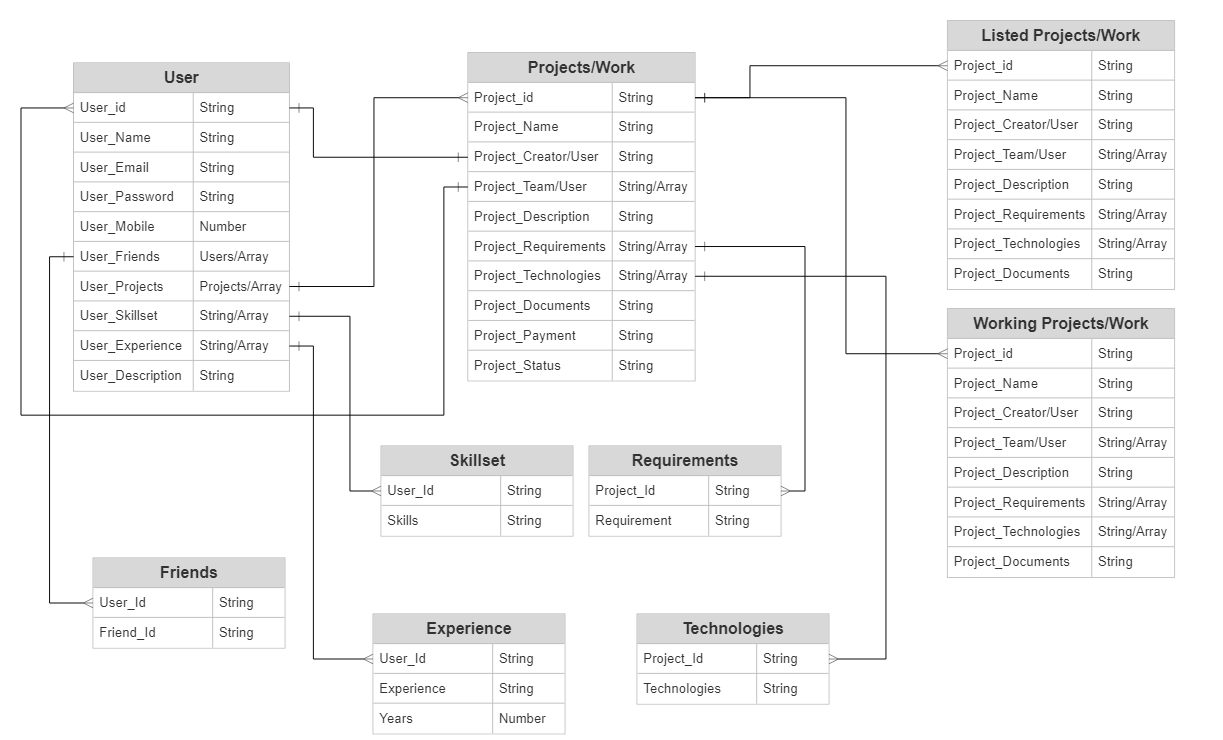 User
User_id String
User_Name String
User_Email String
User_Password String
User_Mobile Number
User_Friends Users/Array
User_Projects Projects/Array
User_Skillset String/Array
User_Experience String/Array
User_Description String
Projects/Work
Project_id String
Project_Name String
Project_Creator/User String
Project_Team/User String/Array
Project_Description String
Project_Requirements String/Array
Project_Technologies String/Array
Project_Documents String
Project_Payment String
Project_Status String
Listed Projects/Work
Project_id String
Project_Name String
Project_Creator/User String
Project_Team/User String/Array
Project_Description String
Project_Requirements String/Array
Project_Technologies String/Array
Project_Documents String
Working Projects/Work
Project_id String
Project_Name String
Project_Creator/User String
Project_Team/User String/Array
Project_Description String
Project_Requirements String/Array
Project_Technologies String/Array
Project_Documents String
Skillset
User_Id String
Skills String
Requirements
Project_Id String
Requirement String
Friends
User_Id String
Friend_Id String
Experience
User_Id String
Experience String
Years Number
Technologies
Project_Id String
Technologies String